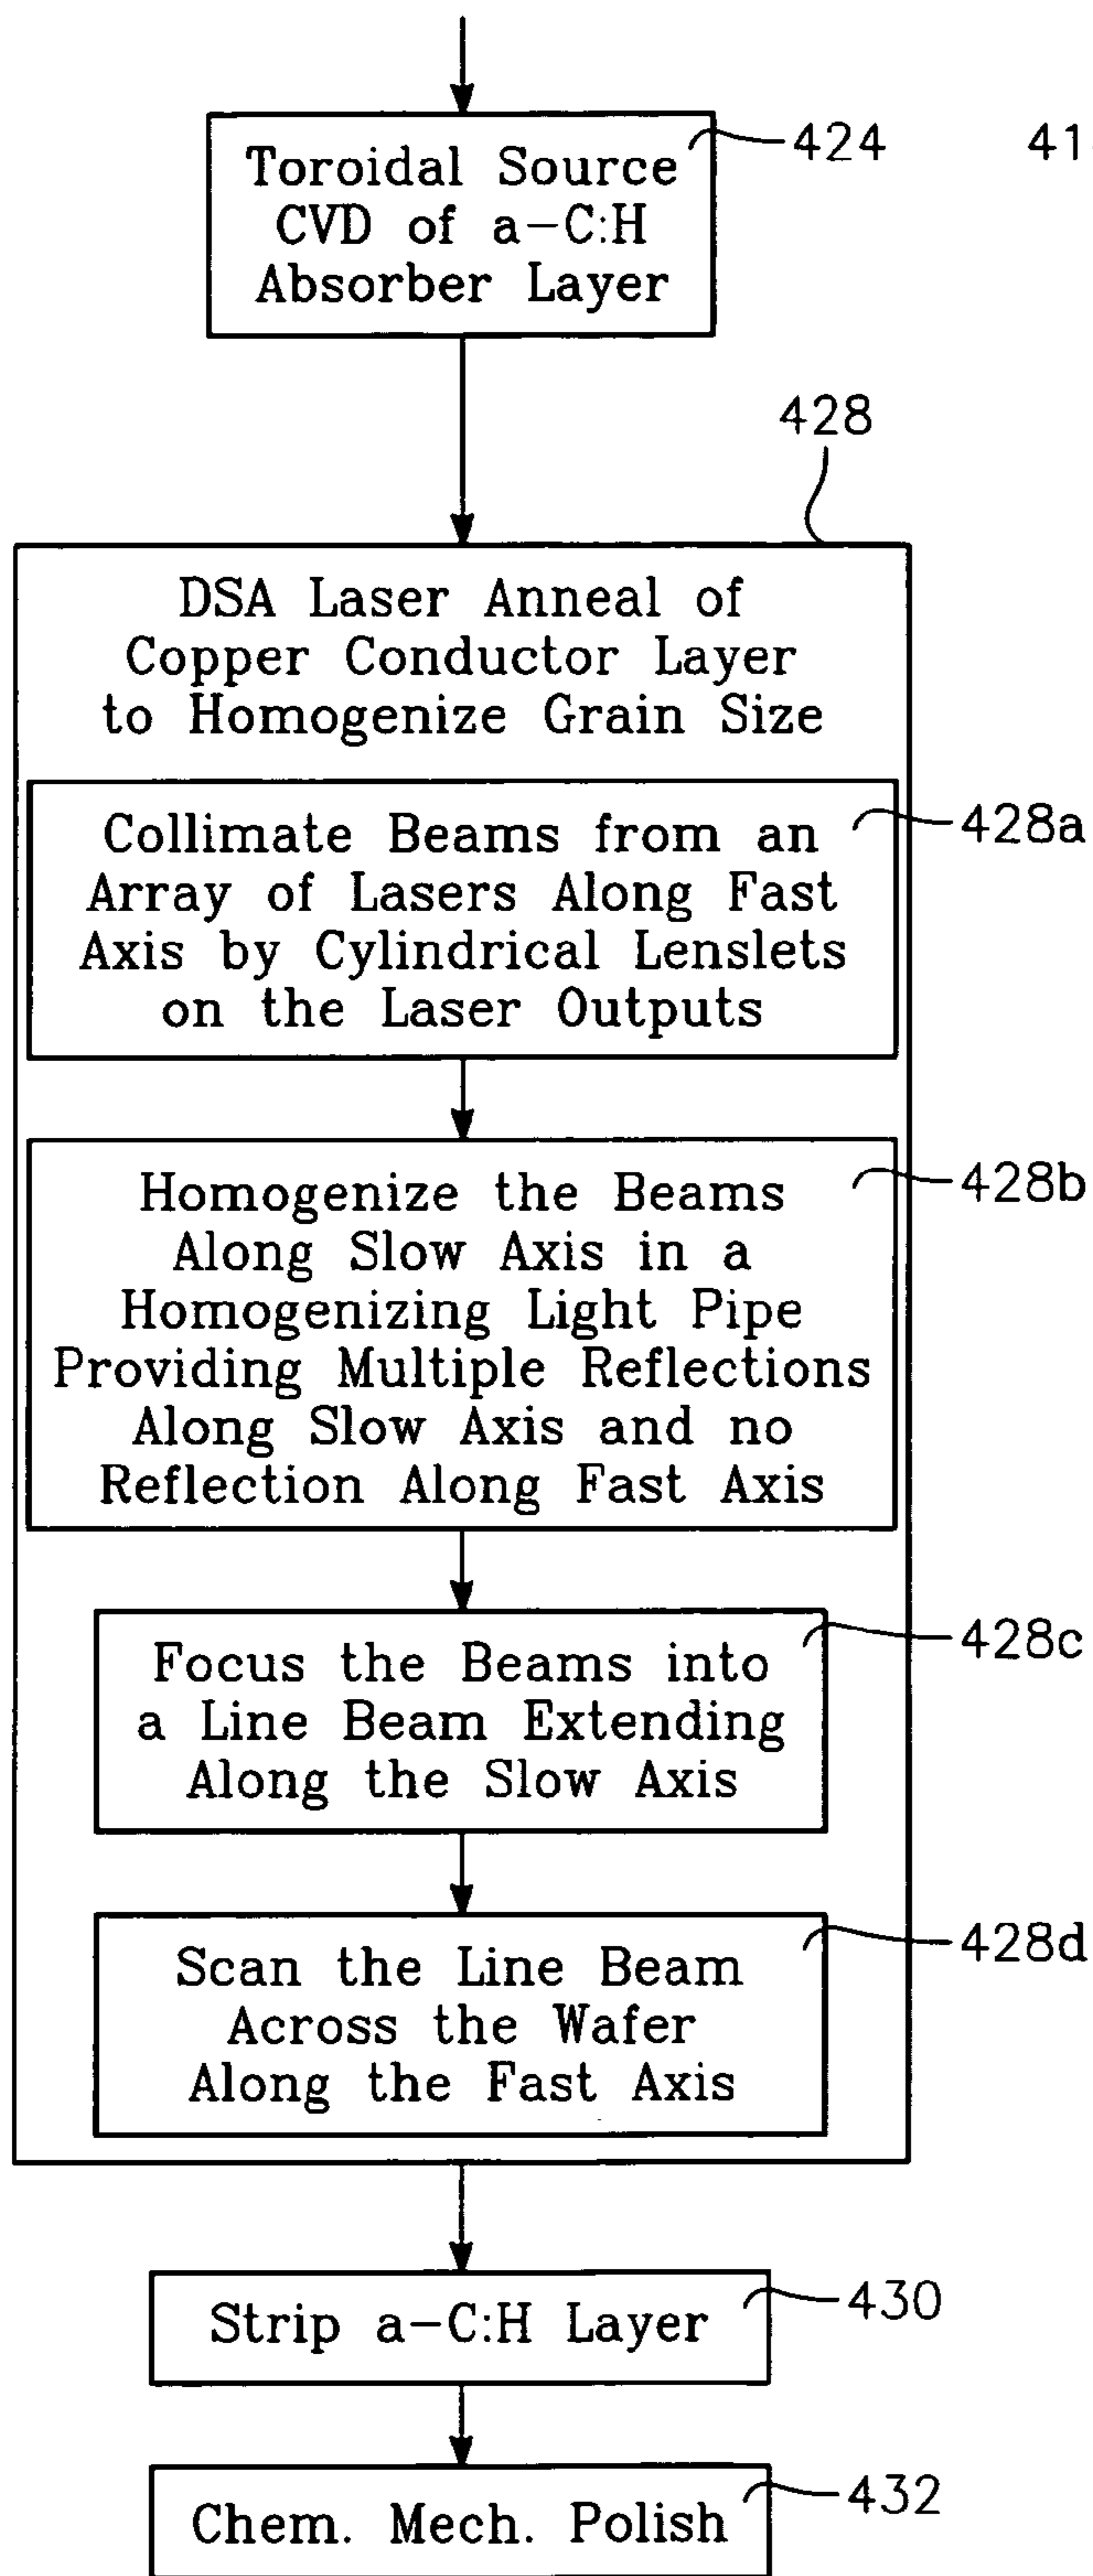 Toroidal Source
CVD of a-C:H
Absorber Layer
424
41
428
DSA Laser Anneal of
Copper Conductor Layer
to Homogenize Grain Size
Collimate Beams from an
Array of Lasers Along Fast
Axis by Cylindrical Lenslets
on the Laser Outputs
428a
Homogenize the Beams
Along Slow Axis in a
Homogenizing Light Pipe
Providing Multiple Reflections
Along Slow Axis and no
Reflection Along Fast Axis
428b
Focus the Beams into
a Line Beam Extending
Along the Slow Axis
428c
Scan the Line Beam
Across the Wafer
Along the Fast Axis
428d
Strip a-C:H Layer
430
Chem. Mech. Polish
432